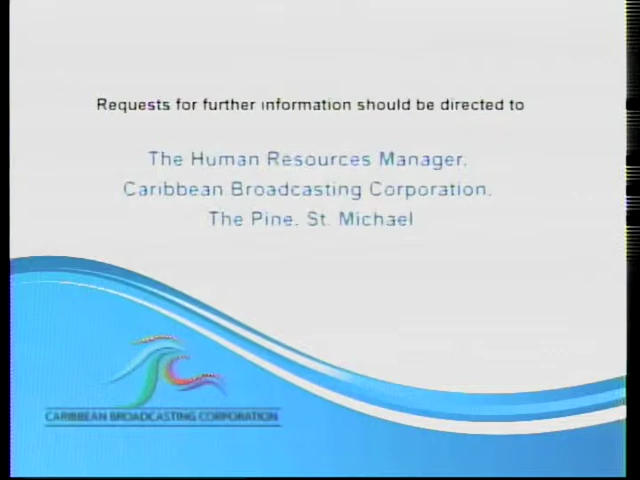 Requests for further information should be directed to
The Human Resources Manager,
Caribbean Broadcasting Corporation,
The Pine, St. Michael
CARIBBEAN BROADCASTING CORPORATION